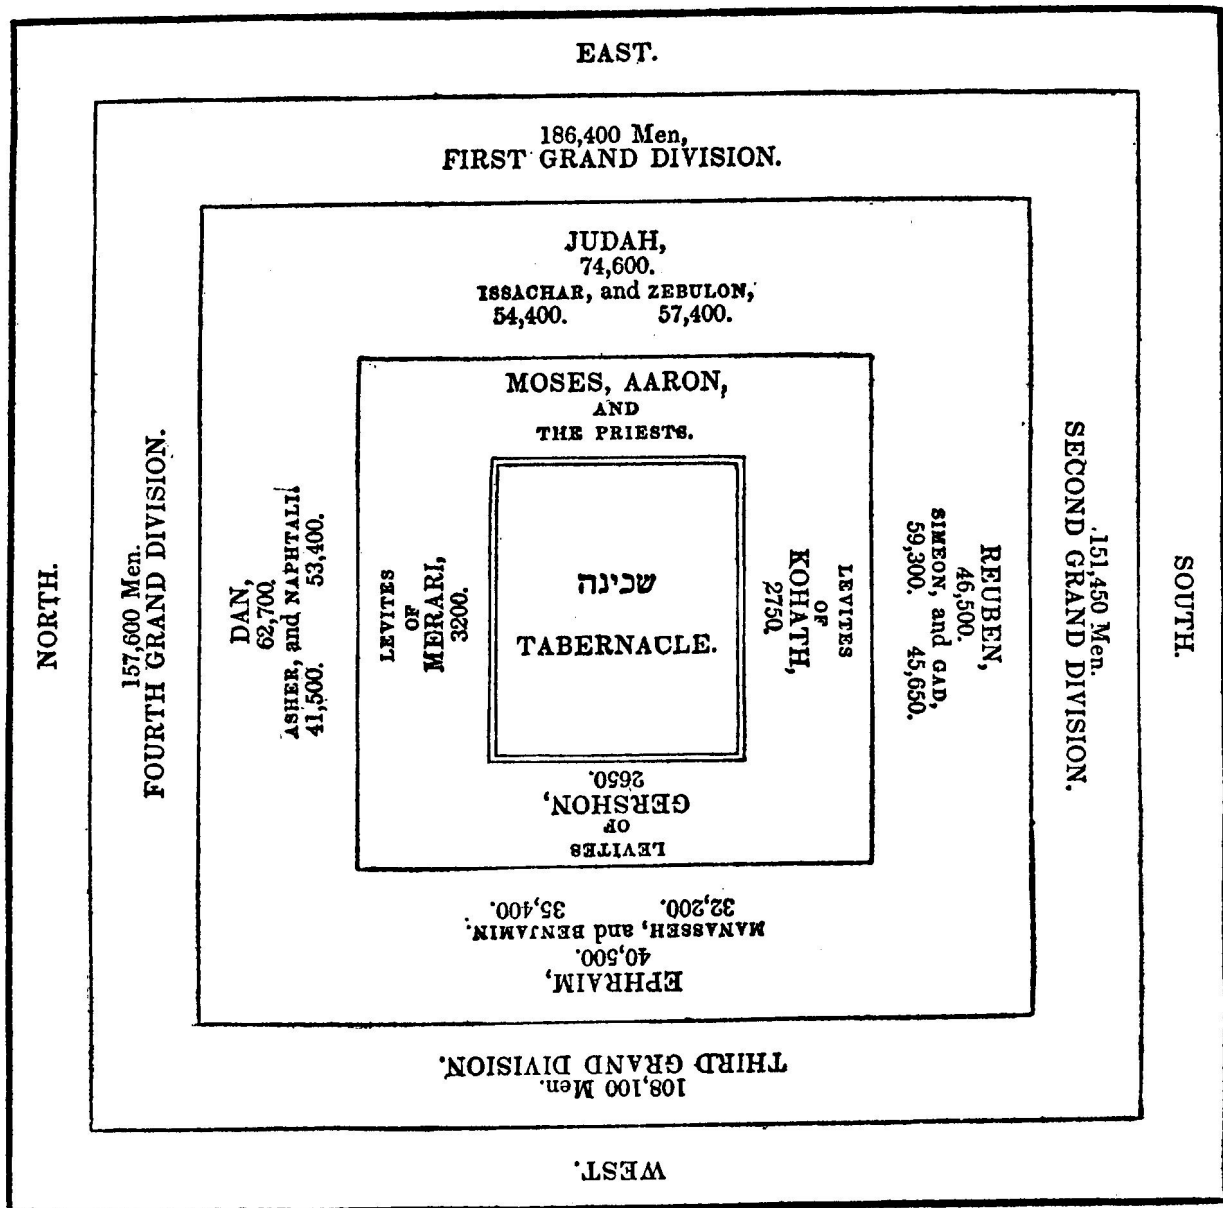 EAST.
186,400 Men,
FIRST GRAND DIVISION.
JUDAH,
74,600.
ISSACHAR, and ZEBULON,
54,400. 57,400.
MOSES, AARON,
AND
THE PRIESTS.
שכינה
TABERNACLE.
LEVITES
OF
KOHATH,
2750.
REUBEN,
46,500.
SIMEON, and GAD,
59,300. 45,650.
151,450 Men.
SECOND GRAND DIVISION.
SOUTH.
LEVITES
OF
GERSHON,
2650.
EPHRAIM,
40,500.
MANASSEH, and BENJAMIN.
32,200. 35,400.
108,100 Men.
THIRD GRAND DIVISION.
WEST.
LEVITES
OF
MERARI,
3200.
DAN,
62,700.
ASHER, and NAPHTALI.
41,500. 53,400.
157,600 Men.
FOURTH GRAND DIVISION.
NORTH.